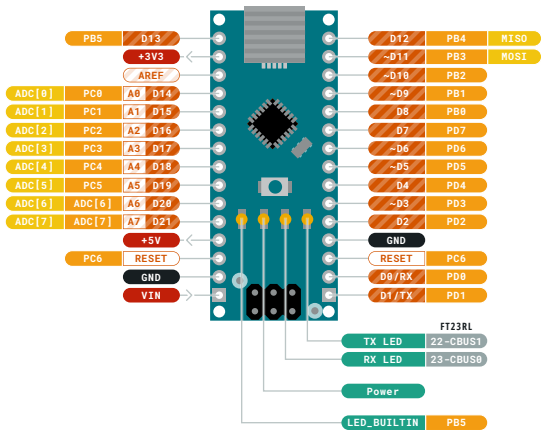 PB5 D13 D12 PB4 MISO
+3V3 ~D11 PB3 MOSI
AREF ~D10 PB2
ADC[0] PC0 A0 D14 ~D9 PB1
ADC[1] PC1 A1 D15 D8 PB0
ADC[2] PC2 A2 D16 D7 PD7
ADC[3] PC3 A3 D17 ~D6 PD6
ADC[4] PC4 A4 D18 ~D5 PD5
ADC[5] PC5 A5 D19 D4 PD4
ADC[6] ADC[6] A6 D20 ~D3 PD3
ADC[7] ADC[7] A7 D21 D2 PD2
+5V GND
PC6 RESET RESET PC6
GND D0/RX PD0
VIN D1/TX PD1
FT23RL
TX LED 22-CBUS1
RX LED 23-CBUS0
Power
LED_BUILTIN PB5